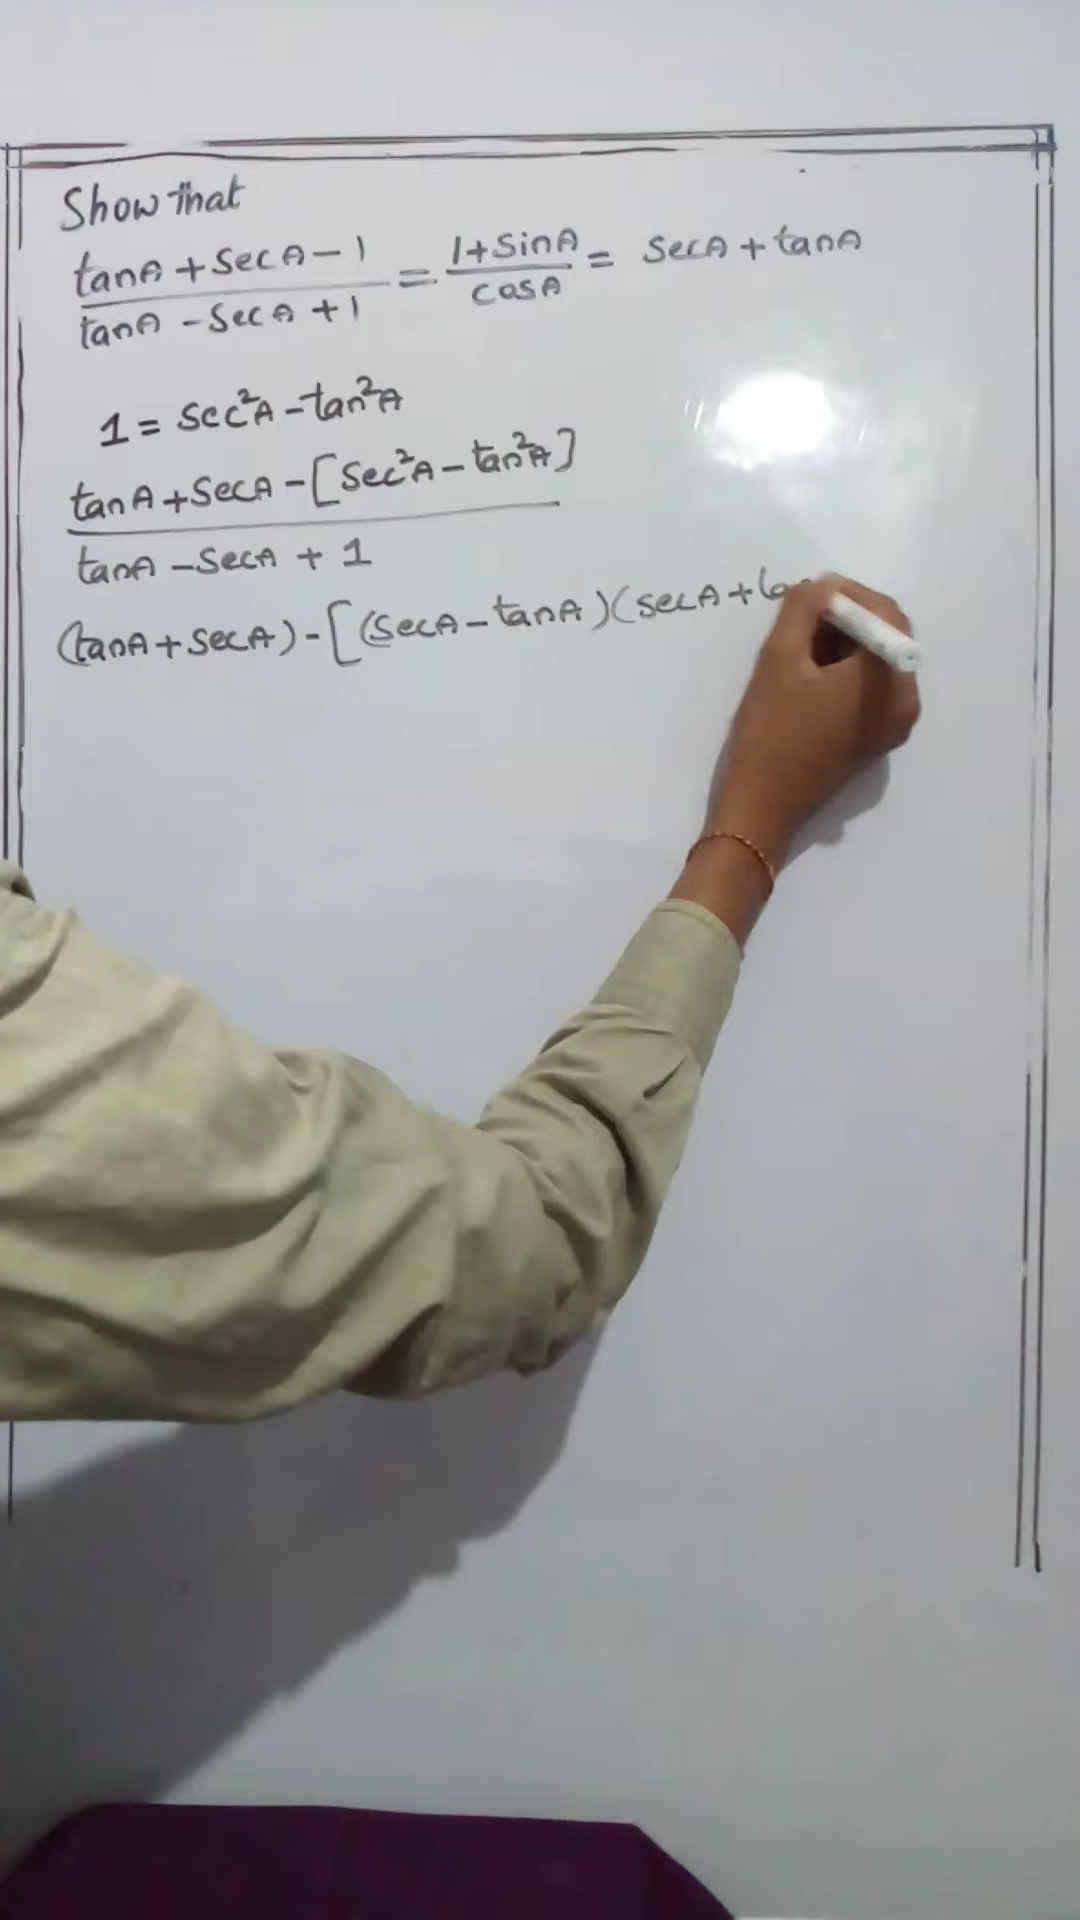 Show that
tanA + SecA - 1 / tanA - SecA + 1 = 1 + SinA / cosA = SecA + tanA
1 = Sec²A - tan²A
tanA + SecA - [Sec²A - tan²A]
tanA - SecA + 1
(tanA + SecA) - [(SecA - tanA)(SecA +